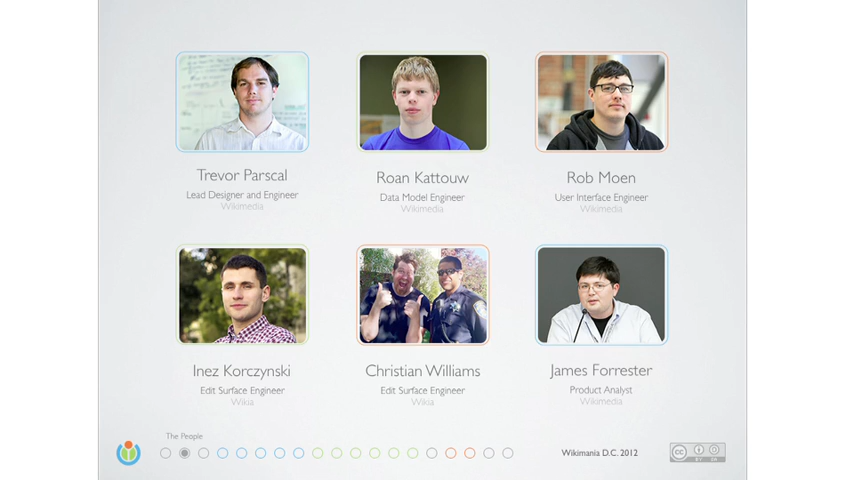 Trevor Parscal
Lead Designer and Engineer
Wikimedia
Roan Kattouw
Data Model Engineer
Wikimedia
Rob Moen
User Interface Engineer
Wikimedia
Inez Korczynski
Edit Surface Engineer
Wikia
Christian Williams
Edit Surface Engineer
Wikia
James Forrester
Product Analyst
Wikimedia
The People
Wikimania D.C. 2012
CC
BY